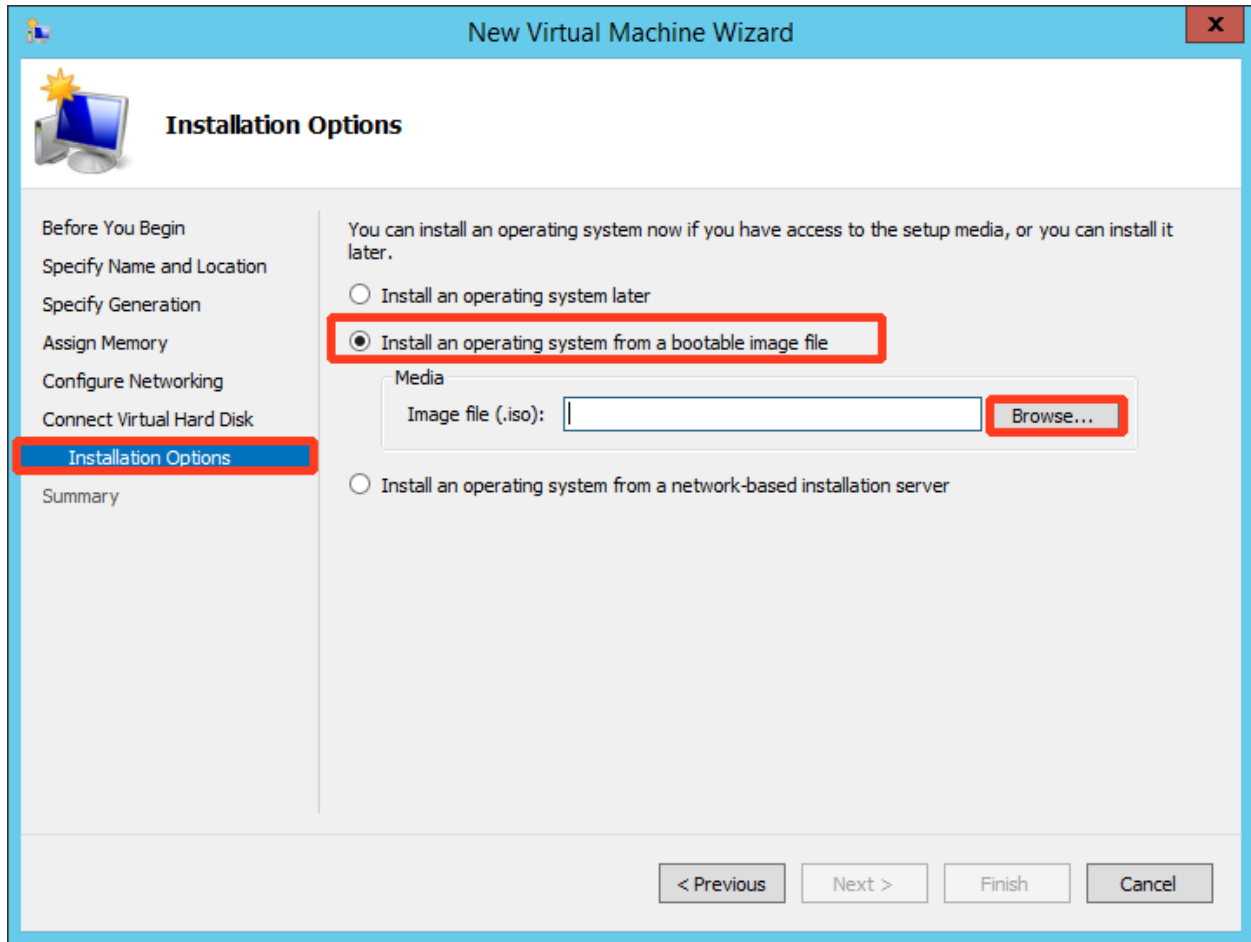 New Virtual Machine Wizard
x
Installation Options
Before You Begin
Specify Name and Location
Specify Generation
Assign Memory
Configure Networking
Connect Virtual Hard Disk
Installation Options
Summary
You can install an operating system now if you have access to the setup media, or you can install it
later.
Install an operating system later
Install an operating system from a bootable image file
Media
Image file (.iso):
Browse...
Install an operating system from a network-based installation server
< Previous
Next >
Finish
Cancel